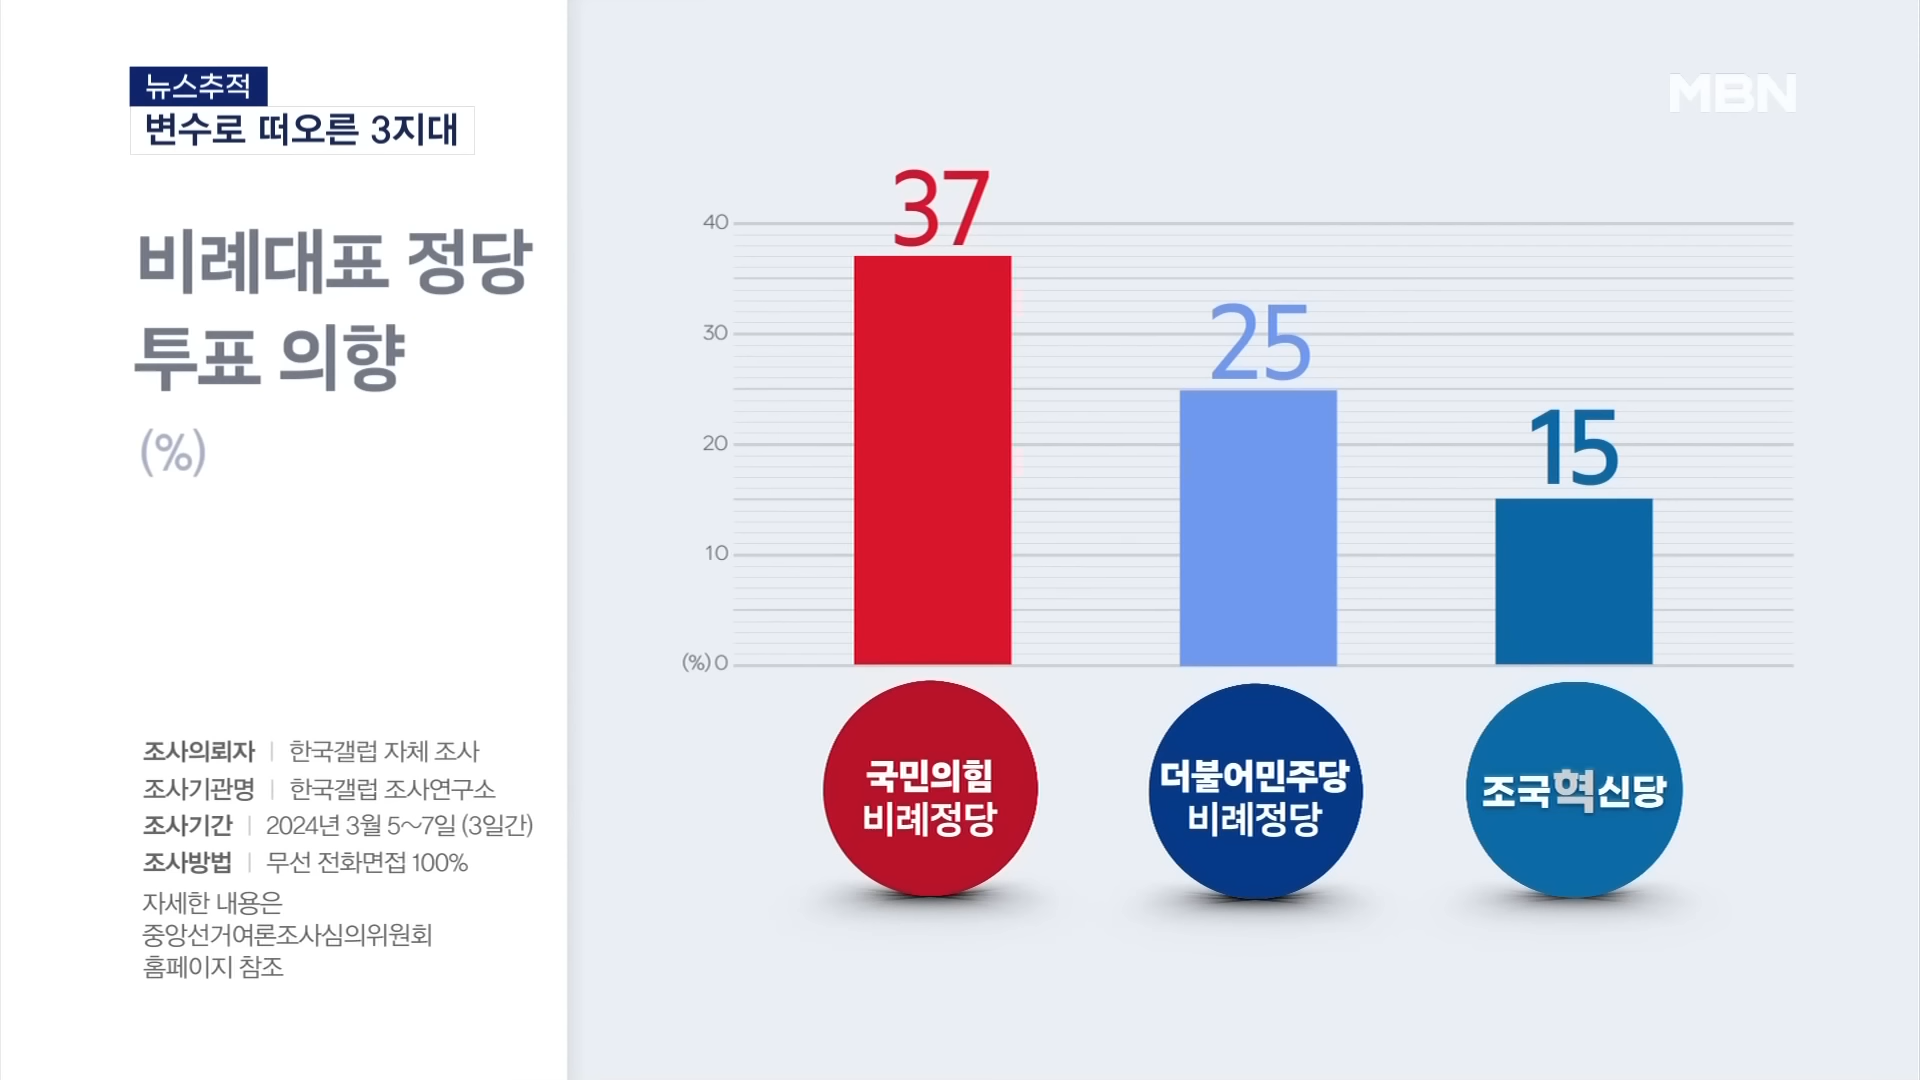 뉴스추적
변수로 떠오른 3지대
MBN
비례대표 정당
투표 의향
(%)
37
25
15
40
30
20
10
(%) 0
국민의힘
비례정당
더불어민주당
비례정당
조국혁신당
조사의뢰자 | 한국갤럽 자체 조사
조사기관명 | 한국갤럽 조사연구소
조사기간 | 2024년 3월 5~7일 (3일간)
조사방법 | 무선 전화면접 100%
자세한 내용은
중앙선거여론조사심의위원회
홈페이지 참조